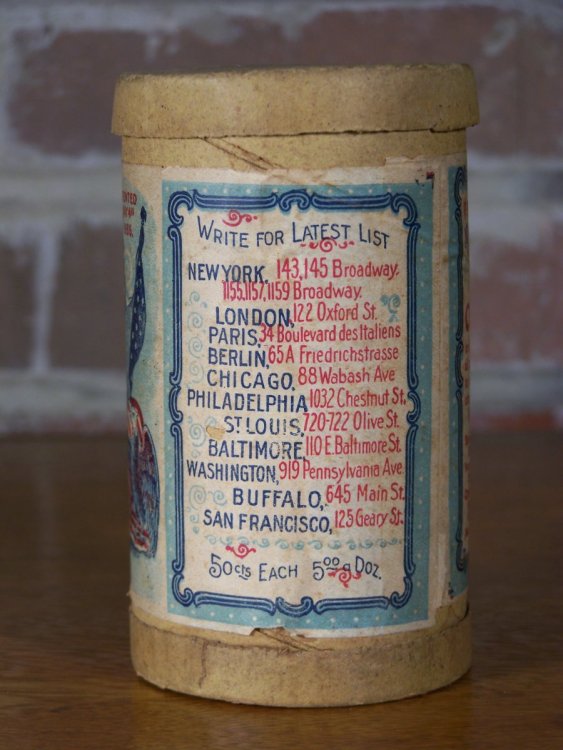 WRITE FOR LATEST LIST
NEW YORK, 143,145 Broadway.
1155,1157,1159 Broadway.
LONDON, 122 Oxford St.
PARIS, 34 Boulevard des Italiens
BERLIN, 65A Friedrichstrasse
CHICAGO, 88 Wabash Ave
PHILADELPHIA, 1032 Chestnut St.
ST LOUIS, 720-722 Olive St.
BALTIMORE, 110 E. Baltimore St.
WASHINGTON, 919 Pennsylvania Ave.
BUFFALO, 645 Main St.
SAN FRANCISCO, 125 Geary St.
50cts EACH 500 a DOZ.